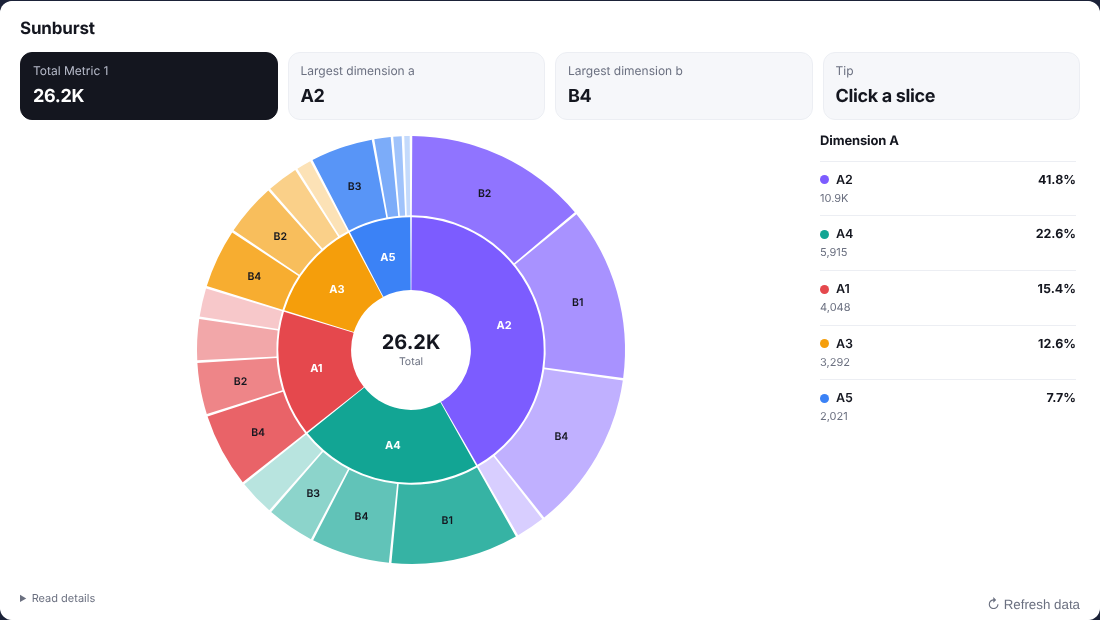 Sunburst
Total Metric 1
26.2K
Largest dimension a
A2
Largest dimension b
B4
Tip
Click a slice
B2
B1
B4
B1
B4
B3
B4
B2
B4
B2
B3
A2
A4
A1
A3
A5
26.2K
Total
Dimension A
A2 41.8%
10.9K
A4 22.6%
5,915
A1 15.4%
4,048
A3 12.6%
3,292
A5 7.7%
2,021
Read details
Refresh data